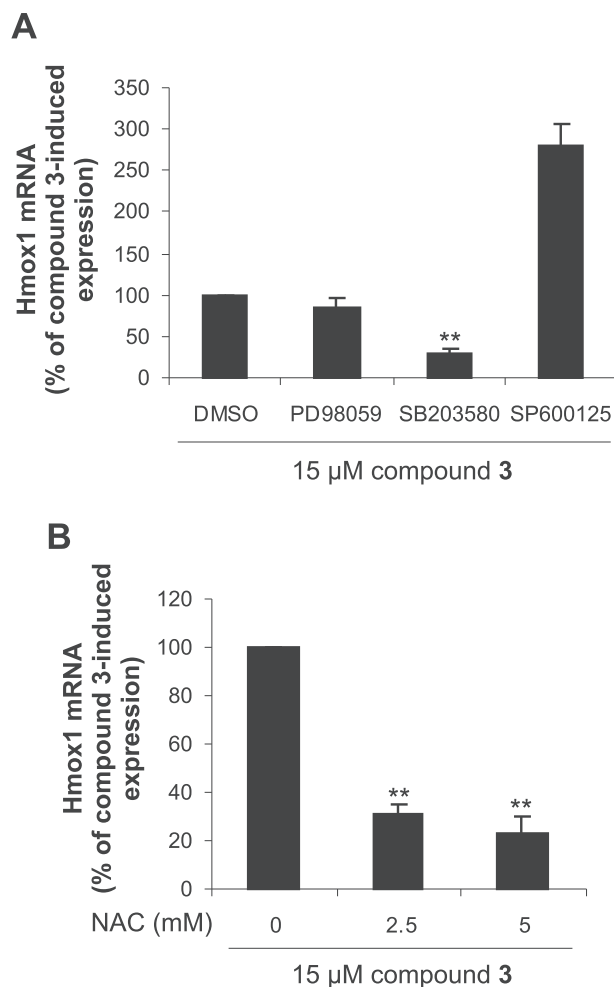 A
Hmox1 mRNA
(% of compound 3-induced
expression)
350
300
250
200
150
100
50
0
**
DMSO PD98059 SB203580 SP600125
15 µM compound 3
B
Hmox1 mRNA
(% of compound 3-induced
expression)
120
100
80
60
40
20
0
** **
NAC (mM) 0 2.5 5
15 µM compound 3